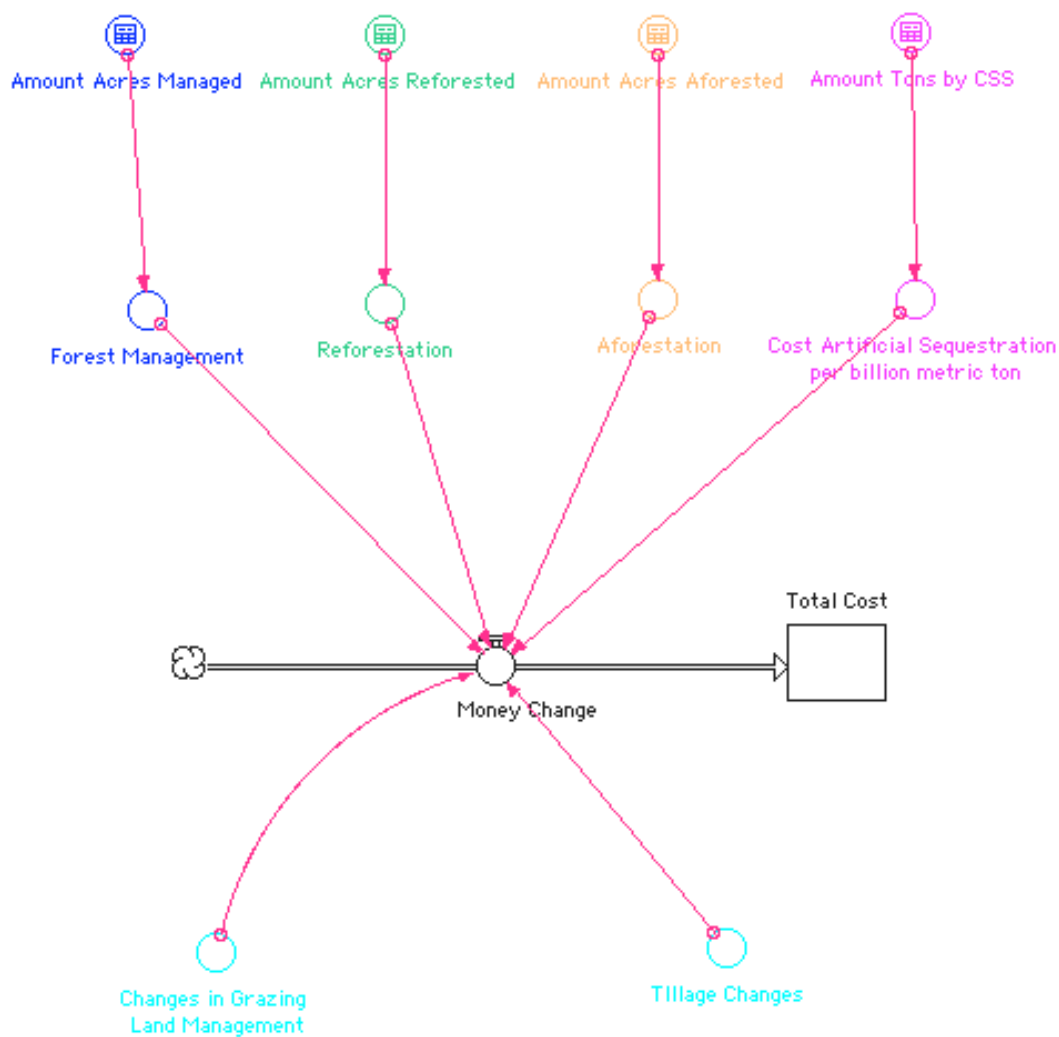 Amount Acres Managed
Amount Acres Reforested
Amount Acres Aforested
Amount Tons by CSS
Forest Management
Reforestation
Aforestation
Cost Artificial Sequestration
per billion metric ton
Total Cost
Money Change
Changes in Grazing
Land Management
TIllage Changes